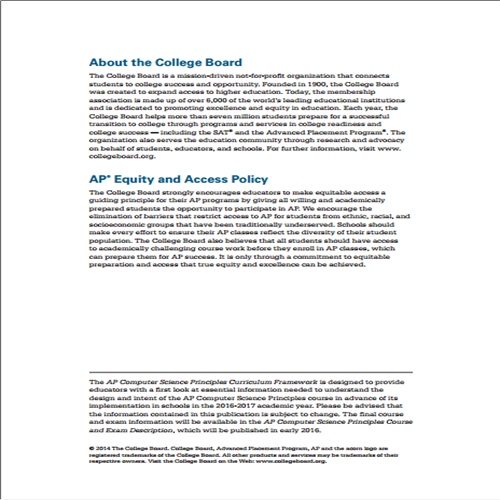 About the College Board
The College Board is a mission-driven not-for-profit organization that connects
students to college success and opportunity. Founded in 1900, the College Board
was created to expand access to higher education. Today, the membership
association is made up of over 6,000 of the world's leading educational institutions
and is dedicated to promoting excellence and equity in education. Each year, the
College Board helps more than seven million students prepare for a successful
transition to college through programs and services in college readiness and
college success — including the SAT® and the Advanced Placement Program®. The
organization also serves the education community through research and advocacy
on behalf of students, educators, and schools. For further information, visit www.
collegeboard.org.
AP® Equity and Access Policy
The College Board strongly encourages educators to make equitable access a
guiding principle for their AP programs by giving all willing and academically
prepared students the opportunity to participate in AP. We encourage the
elimination of barriers that restrict access to AP for students from ethnic, racial, and
socioeconomic groups that have been traditionally underserved. Schools should
make every effort to ensure their AP classes reflect the diversity of their student
population. The College Board also believes that all students should have access
to academically challenging course work before they enroll in AP classes, which
can prepare them for AP success. It is only through a commitment to equitable
preparation and access that true equity and excellence can be achieved.
The AP Computer Science Principles Curriculum Framework is designed to provide
educators with a first look at essential information needed to understand the
design and intent of the AP Computer Science Principles course in advance of its
implementation in schools in the 2016-2017 academic year. Please be advised that
the information contained in this publication is subject to change. The final course
and exam information will be available in the AP Computer Science Principles Course
and Exam Description, which will be published in early 2016.
© 2014 The College Board. College Board, Advanced Placement Program, AP and the acorn logo are
registered trademarks of the College Board. All other products and services may be trademarks of their
respective owners. Visit the College Board on the Web: www.collegeboard.org.